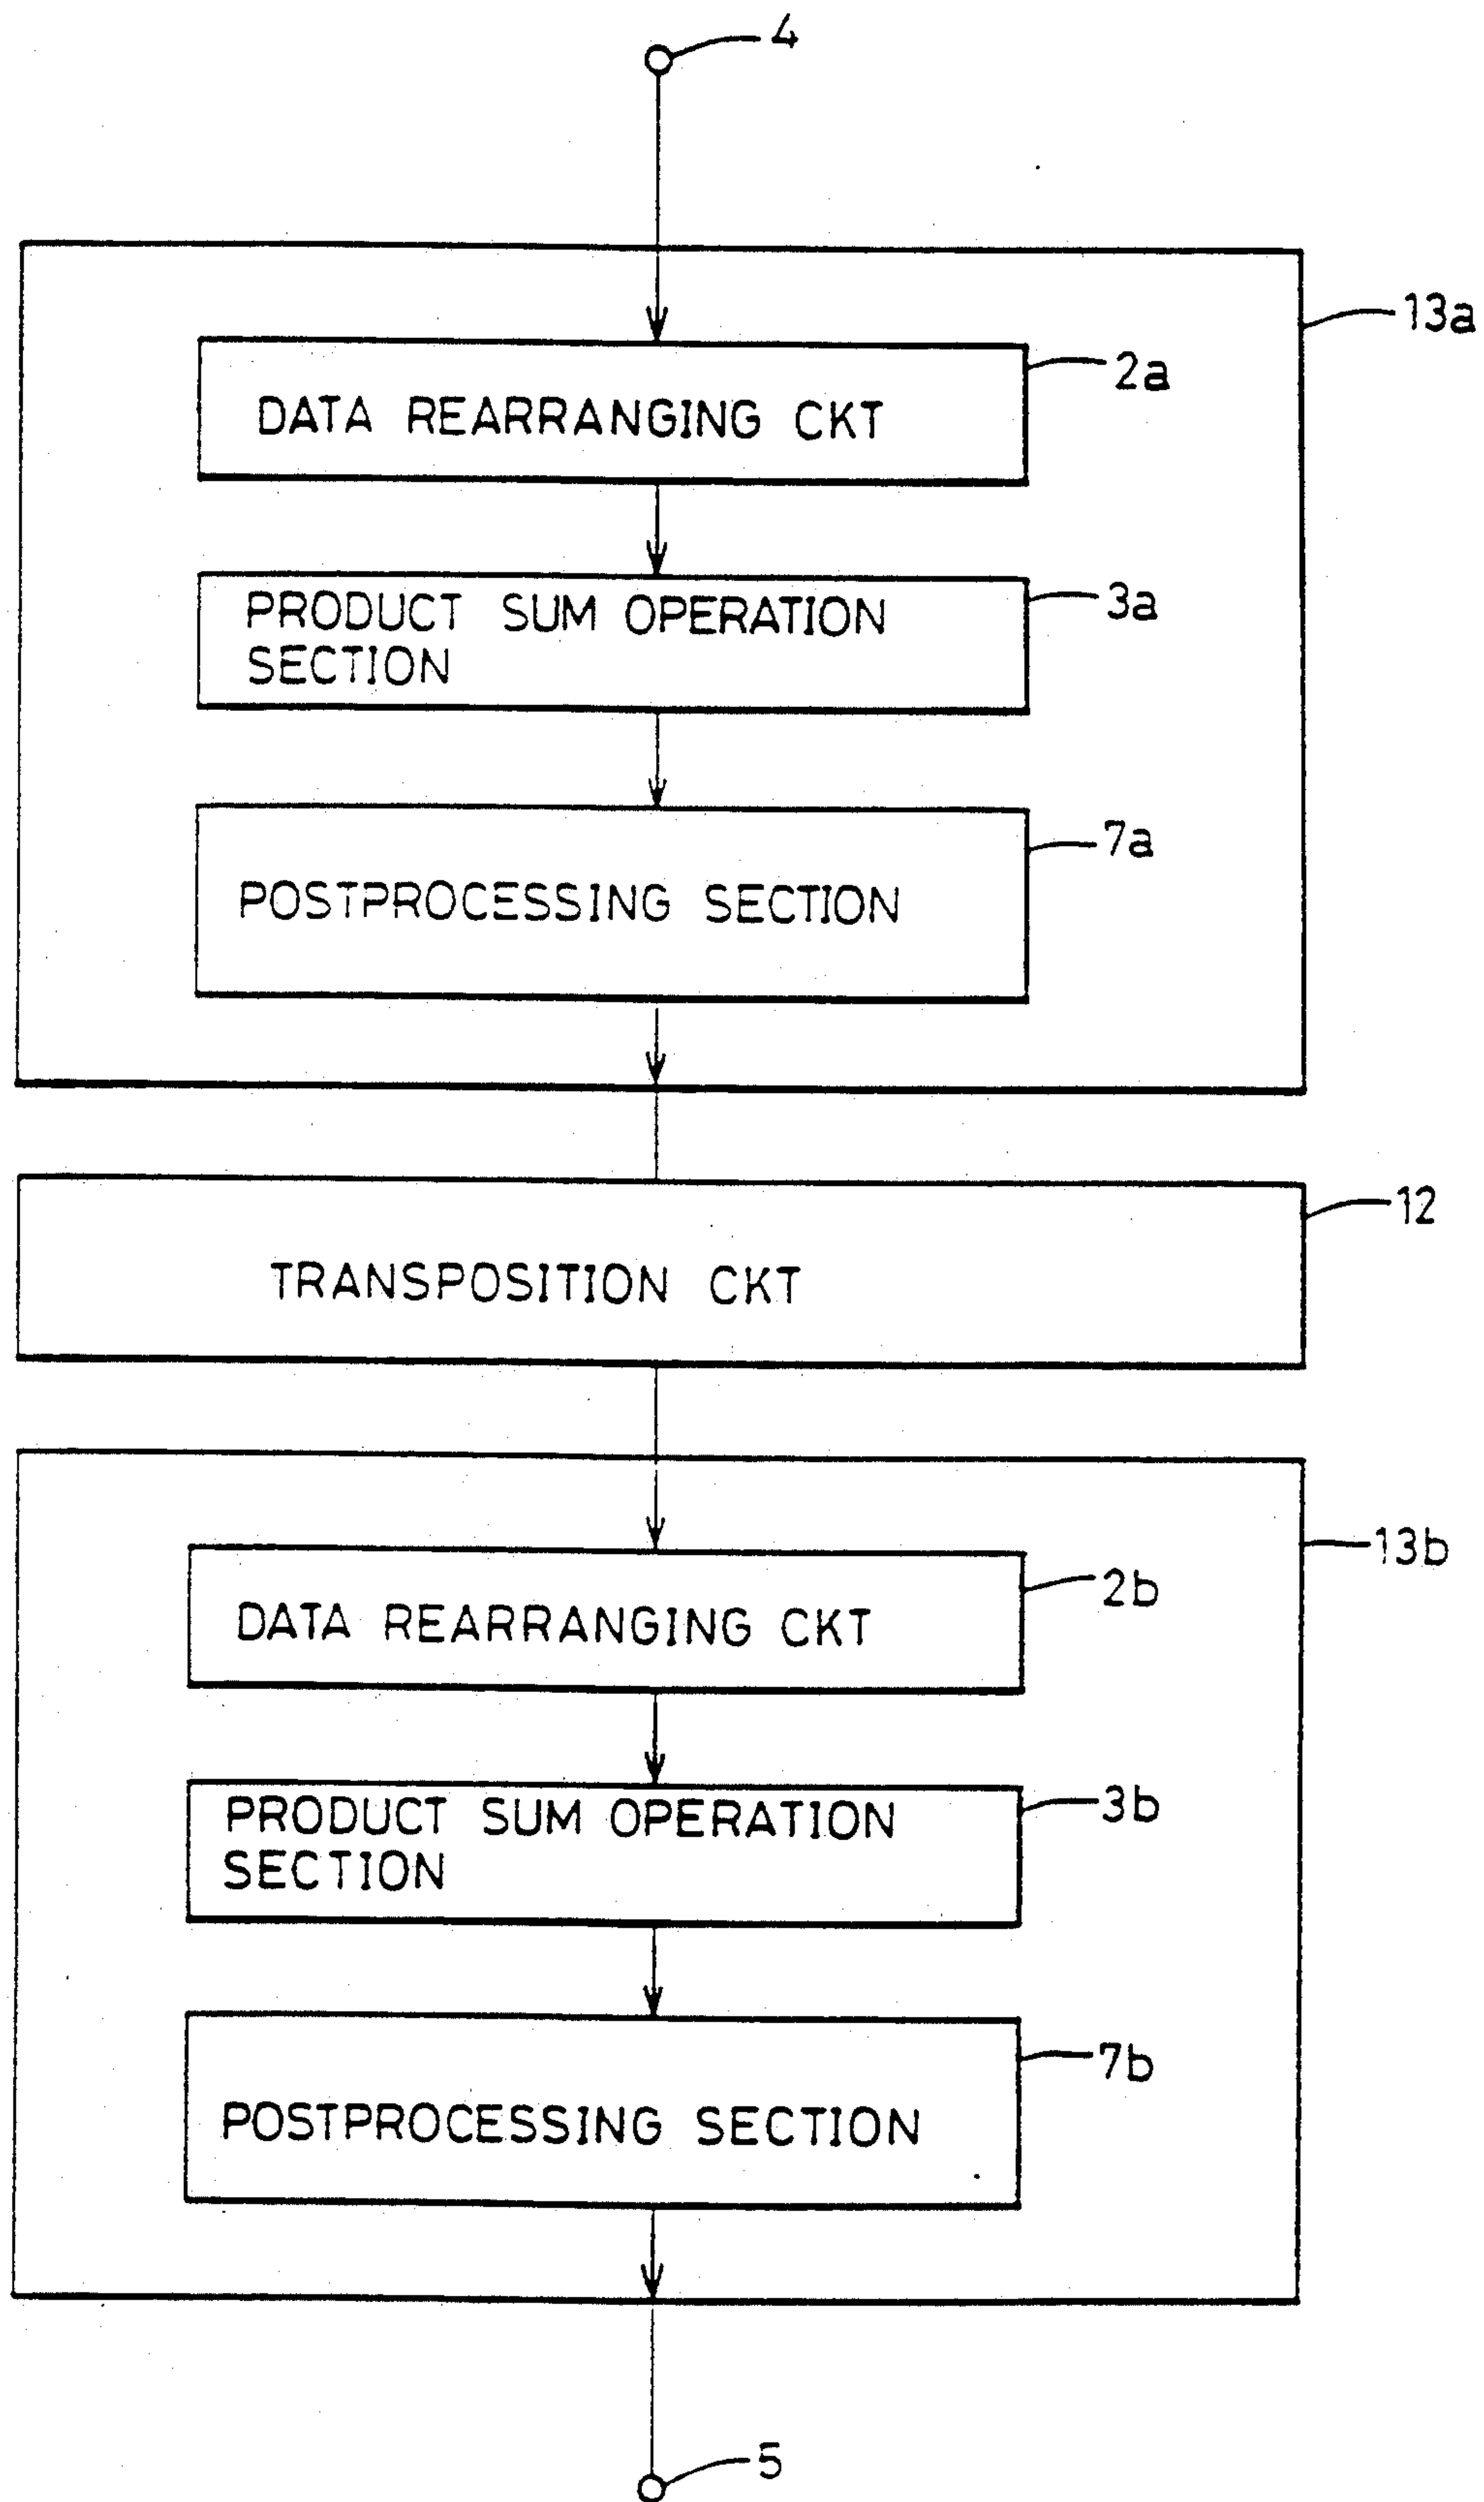 4
13a
2a
DATA REARRANGING CKT
3a
PRODUCT SUM OPERATION
SECTION
7a
POSTPROCESSING SECTION
12
TRANSPOSITION CKT
13b
2b
DATA REARRANGING CKT
3b
PRODUCT SUM OPERATION
SECTION
7b
POSTPROCESSING SECTION
5